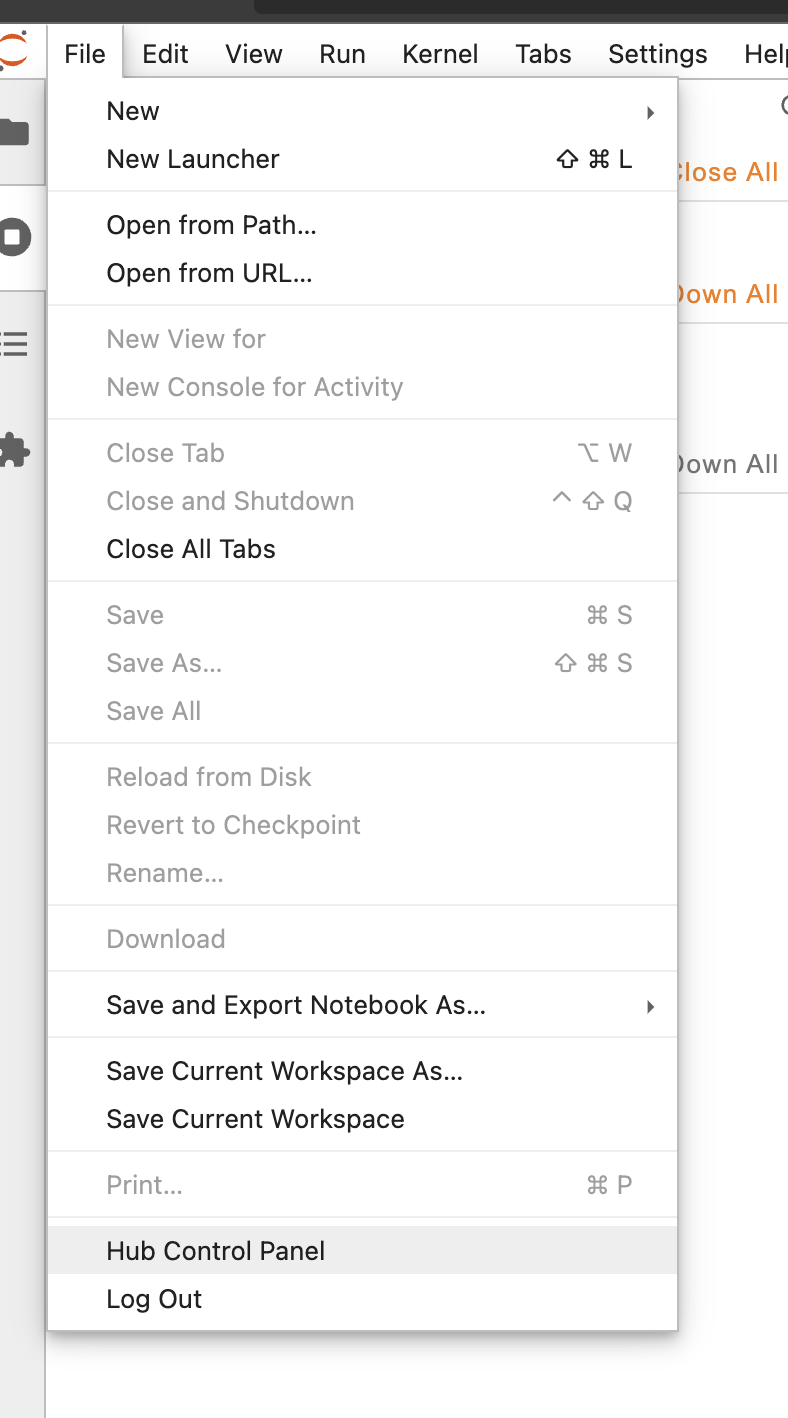 File Edit View Run Kernel Tabs Settings
New
New Launcher ⇧ ⌘ L
Close All
Open from Path...
Open from URL...
Down All
New View for
New Console for Activity
Close Tab ⌥ W
Down All
Close and Shutdown ^ ⇧ Q
Close All Tabs
Save ⌘ S
Save As... ⇧ ⌘ S
Save All
Reload from Disk
Revert to Checkpoint
Rename...
Download
Save and Export Notebook As...
Save Current Workspace As...
Save Current Workspace
Print... ⌘ P
Hub Control Panel
Log Out